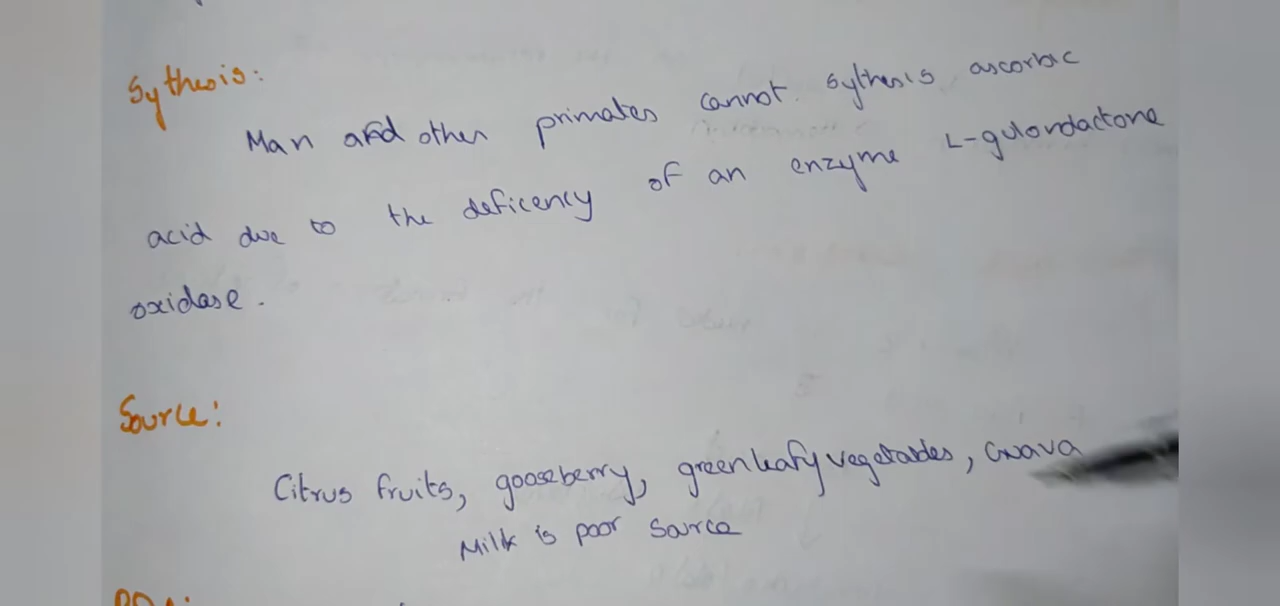 Sythesis:
Man and other primates cannot sythesis ascorbic
acid due to the deficency of an enzyme L-gulonolactone
oxidase.
Source:
Citrus fruits, gooseberry, green leafy vegetables, Guava
Milk is poor Source